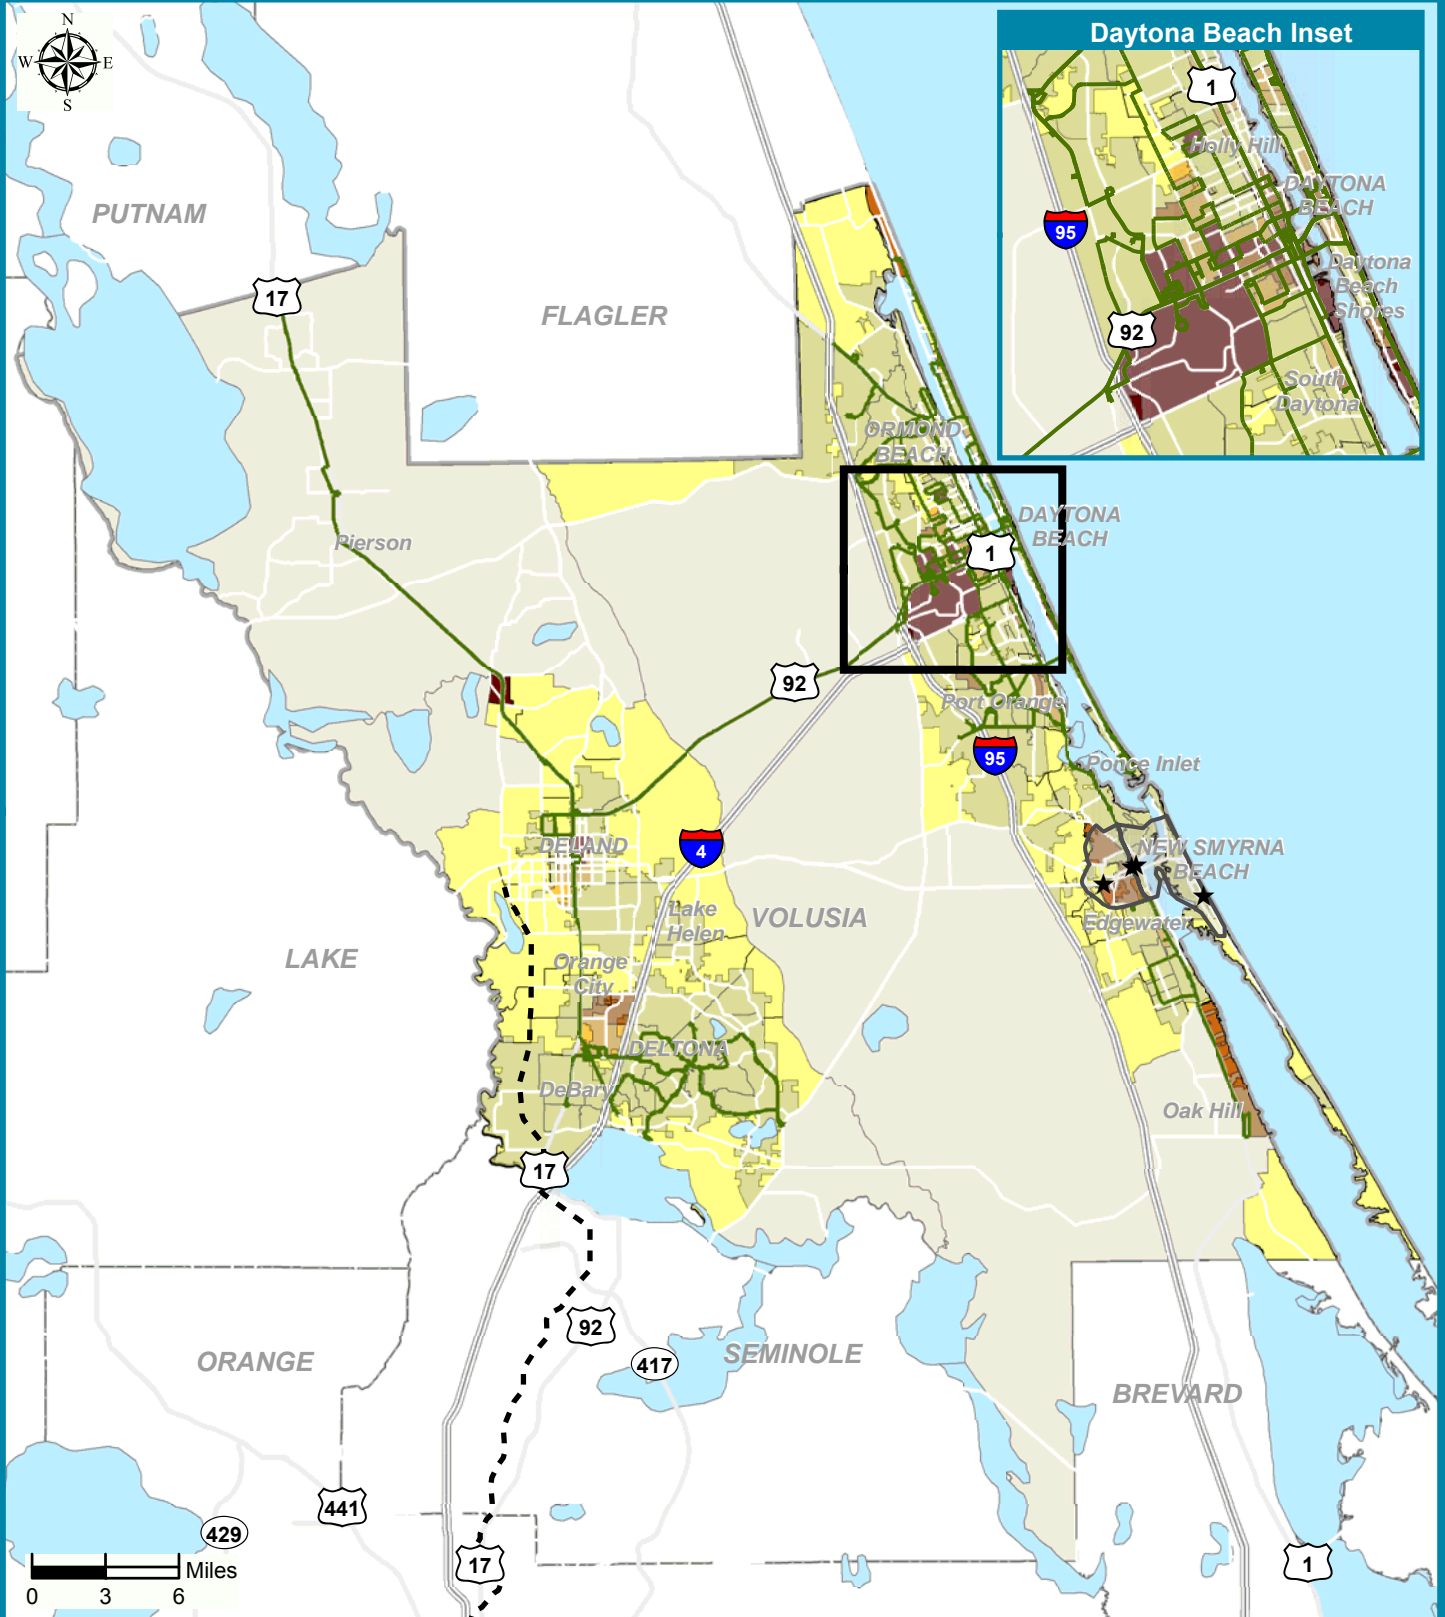 N
W
E
S
Daytona Beach Inset
1
Holly Hill
DAYTONA
BEACH
95
Daytona
Beach
Shores
92
South
Daytona
PUTNAM
17
FLAGLER
ORMOND
BEACH
DAYTONA
BEACH
1
Pierson
92
Port Orange
95
Ponce Inlet
DELAND
4
NEW SMYRNA
BEACH
Lake
Helen
VOLUSIA
Edgewater
LAKE
Orange
City
DELTONA
DeBary
Oak Hill
17
92
ORANGE
417
SEMINOLE
BREVARD
441
429
17
1
Miles
0
3
6